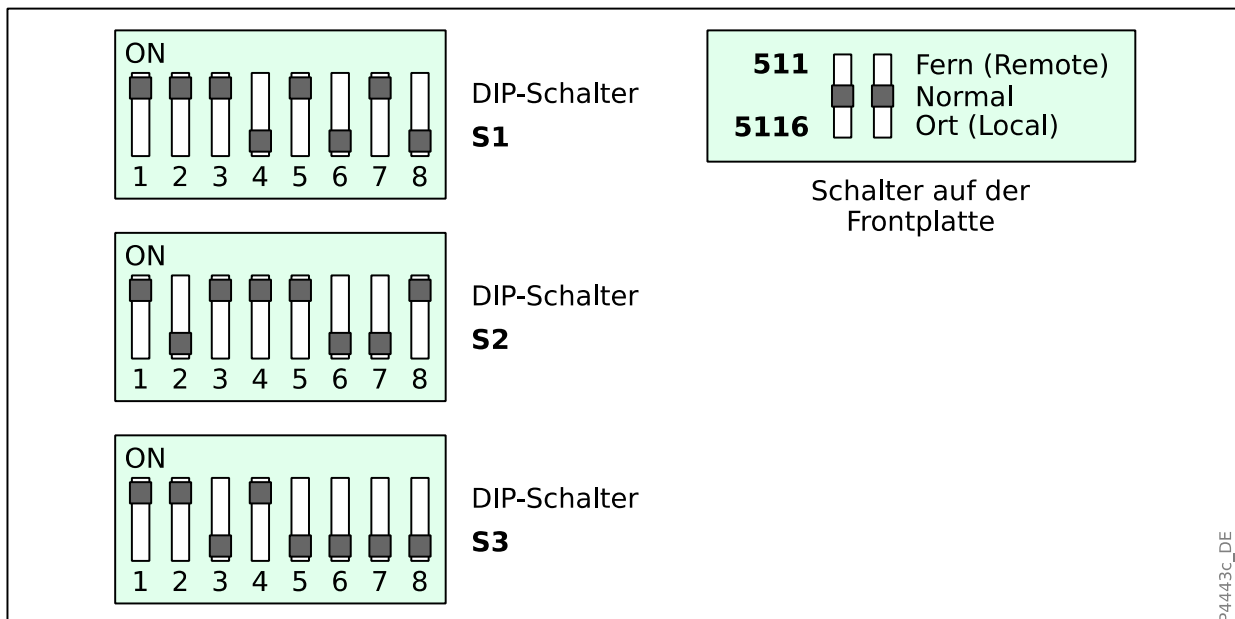 ON
1 2 3 4 5 6 7 8
DIP-Schalter
S1
511
5116
Fern (Remote)
Normal
Ort (Local)
Schalter auf der
Frontplatte
ON
1 2 3 4 5 6 7 8
DIP-Schalter
S2
ON
1 2 3 4 5 6 7 8
DIP-Schalter
S3
P4443c_DE